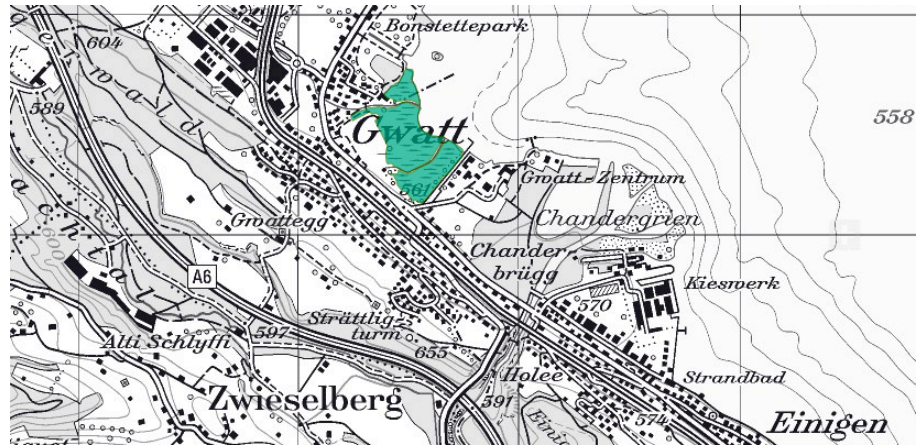 Bonstettepark
604
589
558
Gwatt
561
Gwatt-Zentrum
Gwattegg
Chandergrien
Chander-
brügg
Kieswerk
A6
570
Strättlig-
turm
597
Alti Schlyffi
655
Holee
Strandbad
Zwieselberg
591
574
Einigen